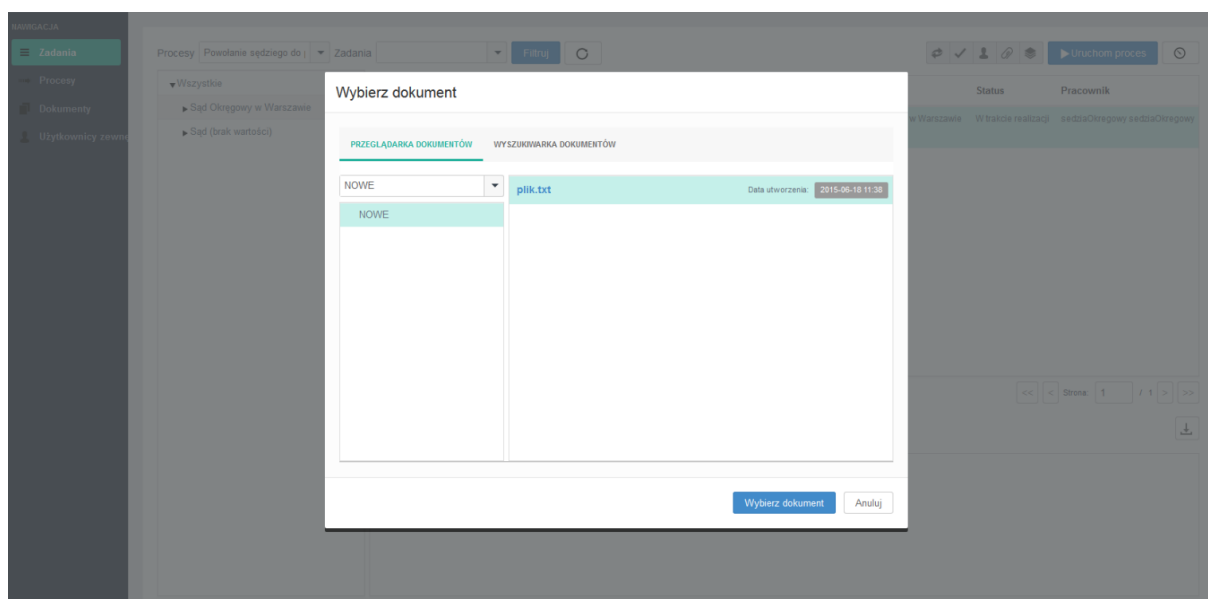 NAWIGACJA
Zadania
Procesy
Dokumenty
Użytkownicy
Procesy Powołanie sędziego do Zadania Filtruj Uruchom proces
Wszystkie
Sąd Okręgowy w Warszawie
Sąd (brak wartości)
Status Pracownik
w Warszawie W trakcie realizacji sedziaOkregowy sedziaOkregowy
Wybierz dokument
PRZEGLĄDARKA DOKUMENTÓW WYSZUKIWARKA DOKUMENTÓW
NOWE
NOWE
plik.txt Data utworzenia: 2015-06-18 11:38
<< < Strona 1 / 1 > >>
Wybierz dokument Anuluj